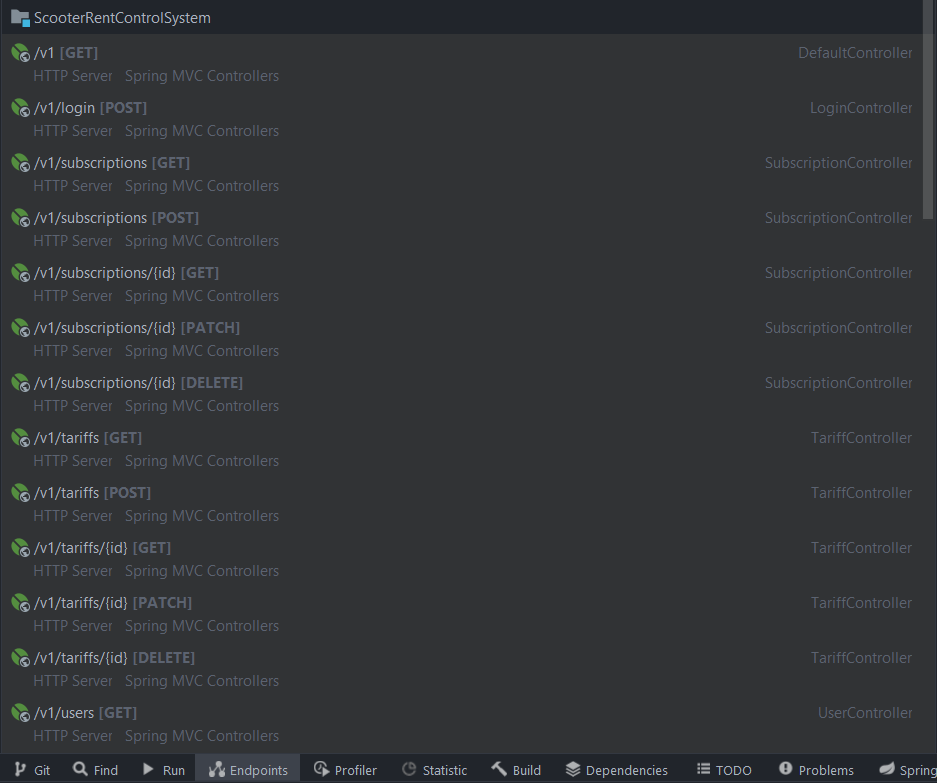 ScooterRentControlSystem
/v1 [GET] DefaultController
HTTP Server Spring MVC Controllers
/v1/login [POST] LoginController
HTTP Server Spring MVC Controllers
/v1/subscriptions [GET] SubscriptionController
HTTP Server Spring MVC Controllers
/v1/subscriptions [POST] SubscriptionController
HTTP Server Spring MVC Controllers
/v1/subscriptions/{id} [GET] SubscriptionController
HTTP Server Spring MVC Controllers
/v1/subscriptions/{id} [PATCH] SubscriptionController
HTTP Server Spring MVC Controllers
/v1/subscriptions/{id} [DELETE] SubscriptionController
HTTP Server Spring MVC Controllers
/v1/tariffs [GET] TariffController
HTTP Server Spring MVC Controllers
/v1/tariffs [POST] TariffController
HTTP Server Spring MVC Controllers
/v1/tariffs/{id} [GET] TariffController
HTTP Server Spring MVC Controllers
/v1/tariffs/{id} [PATCH] TariffController
HTTP Server Spring MVC Controllers
/v1/tariffs/{id} [DELETE] TariffController
HTTP Server Spring MVC Controllers
/v1/users [GET] UserController
HTTP Server Spring MVC Controllers
Git Find Run Endpoints Profiler Statistic Build Dependencies TODO Problems Spring